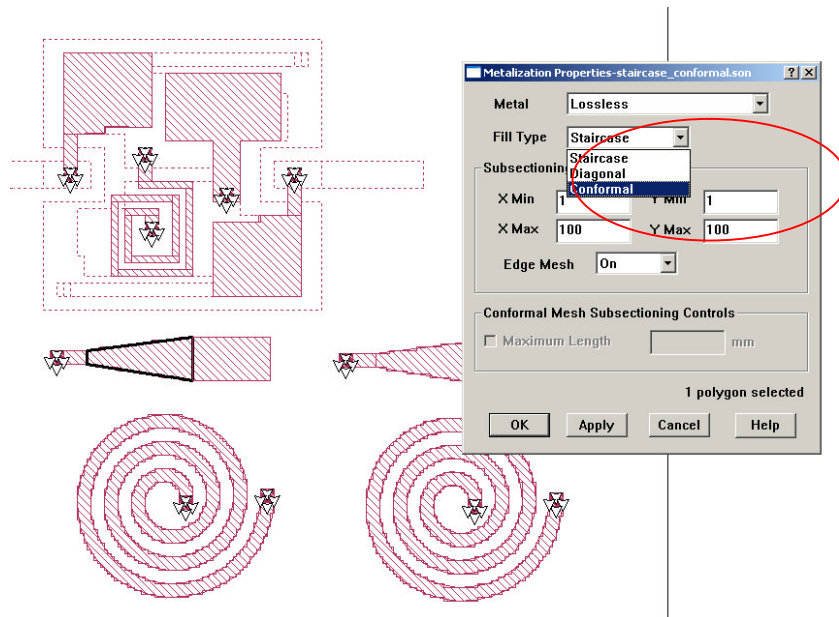 Metalization Properties-staircase_conformal.son
Metal Lossless
Fill Type Staircase
Staircase
Diagonal
Conformal
Subsectioning
X Min 1 Y Min 1
X Max 100 Y Max 100
Edge Mesh On
Conformal Mesh Subsectioning Controls
Maximum Length mm
1 polygon selected
OK Apply Cancel Help